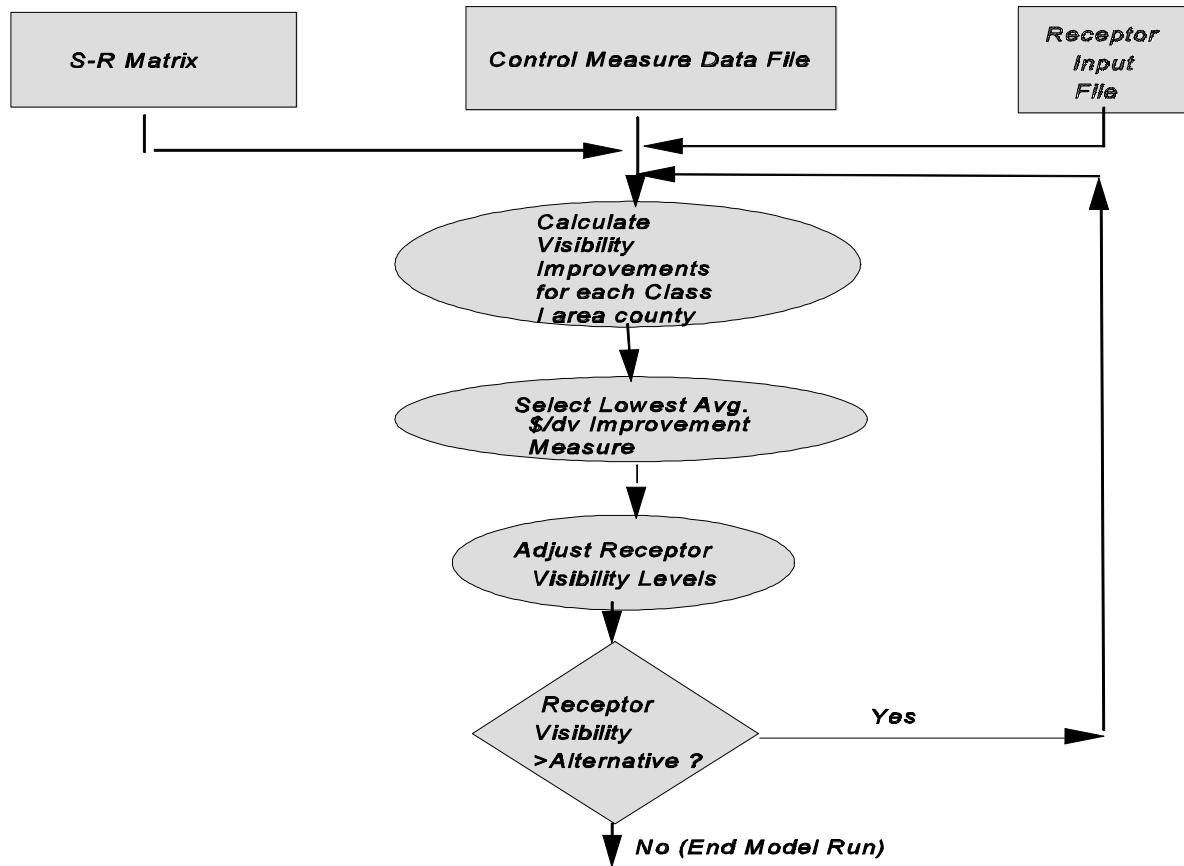 S-R Matrix
Control Measure Data File
Receptor
Input
File
Calculate
Visibility
Improvements
for each Class
I area county
Select Lowest Avg.
$/dv Improvement
Measure
Adjust Receptor
Visibility Levels
Receptor
Visibility
>Alternative ?
Yes
No (End Model Run)